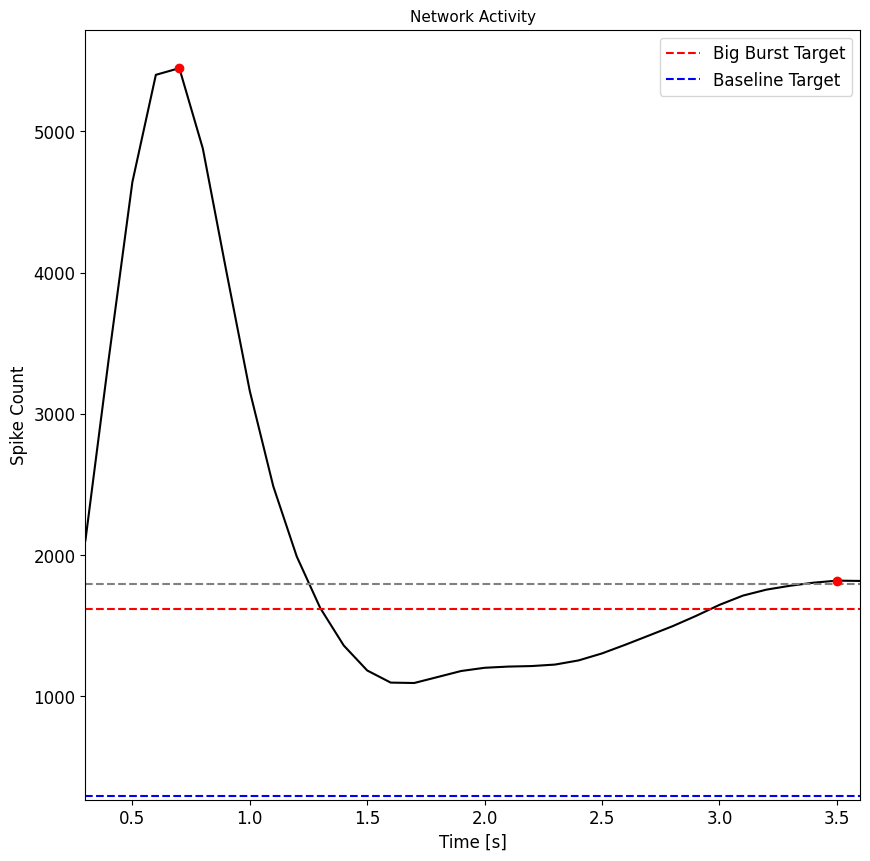 Network Activity
Big Burst Target
Baseline Target
Spike Count
5000
4000
3000
2000
1000
0.5 1.0 1.5 2.0 2.5 3.0 3.5
Time [s]